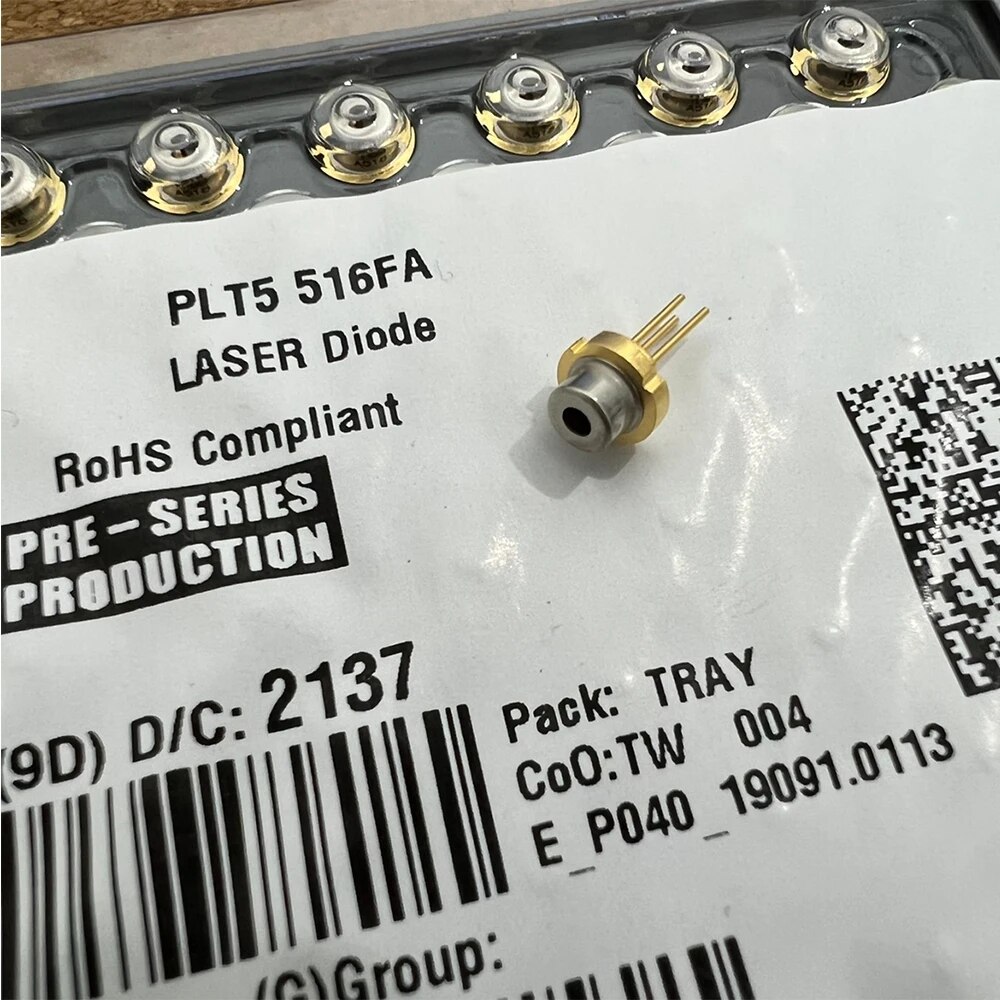 PLT5 516FA
LASER Diode
RoHS Compliant
PRE-SERIES
PRODUCTION
(9D) D/C: 2137
Pack: TRAY
CoO:TW 004
E_P040_19091.0113
(G)Group: